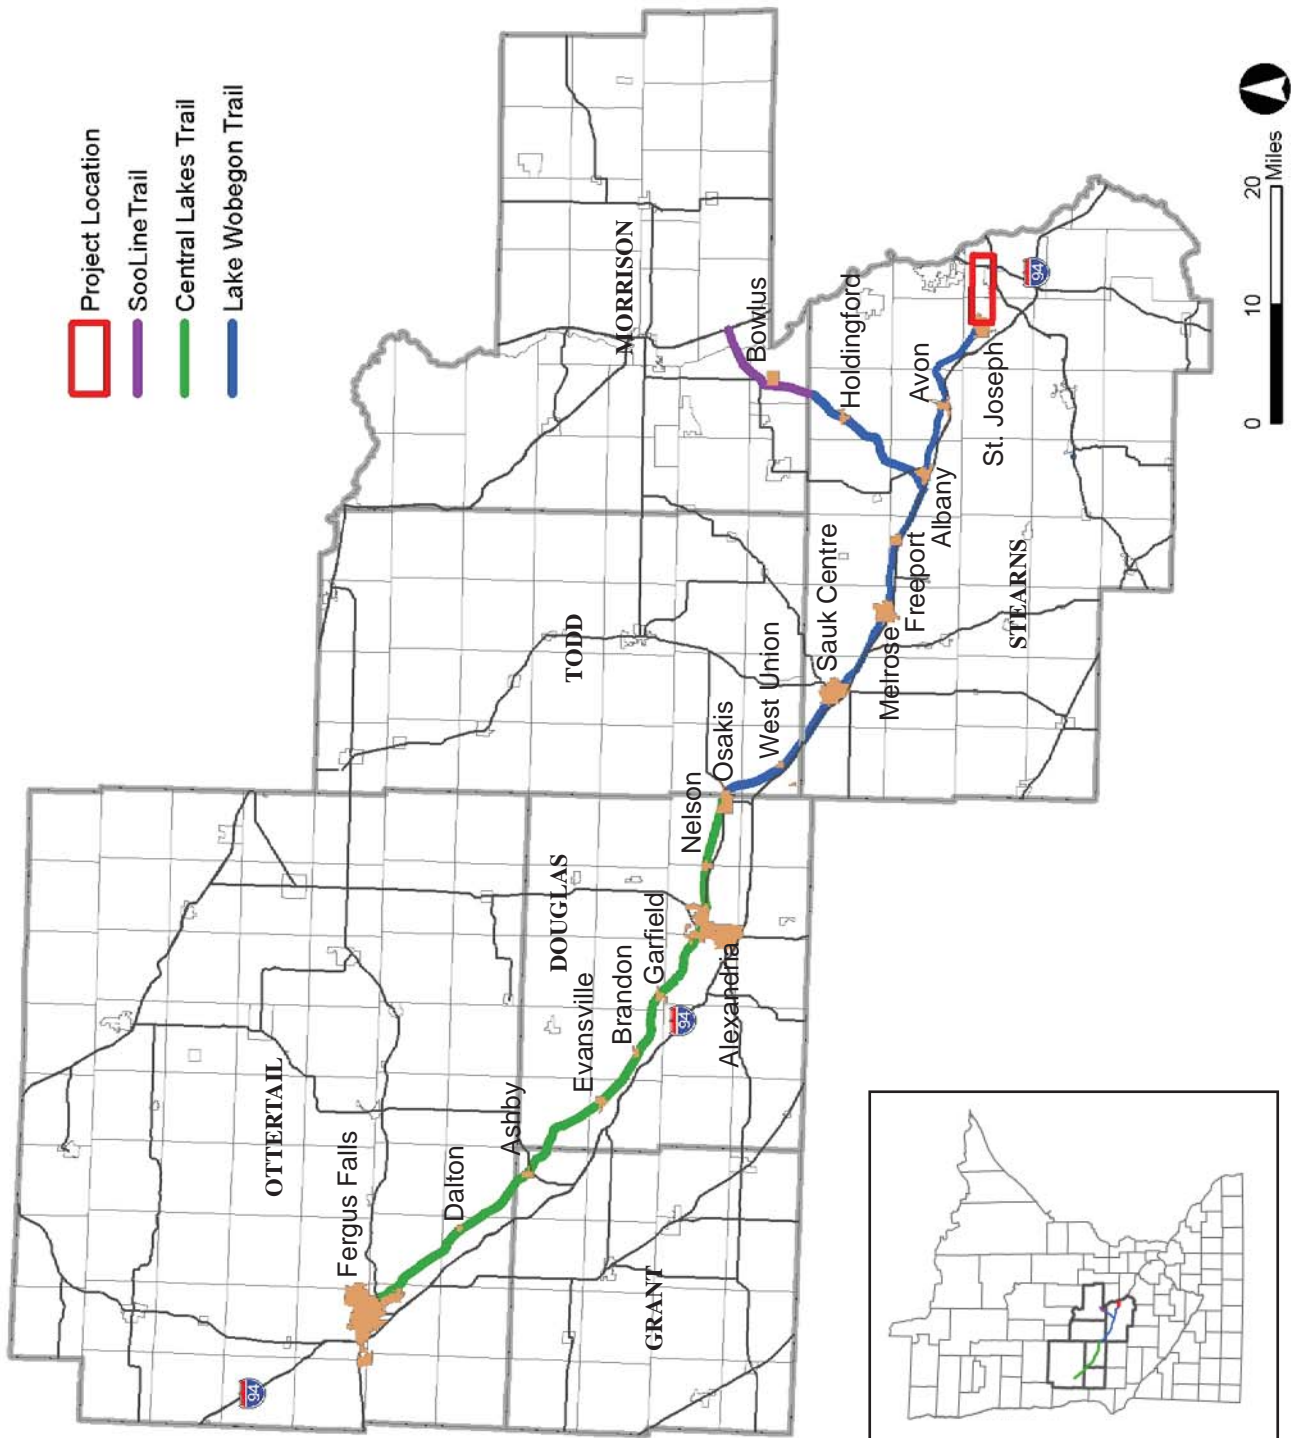 Project Location
SooLineTrail
Central Lakes Trail
Lake Wobegon Trail
MORRISON
Bowlus
Holdingford
Avon
St. Joseph
94
Albany
Freeport
Melrose
Sauk Centre
STEARNS
TODD
West Union
Osakis
Nelson
DOUGLAS
Garfield
Alexandria
Brandon
94
Evansville
Ashby
OTTERTAIL
Dalton
Fergus Falls
GRANT
94
0 10 20
Miles